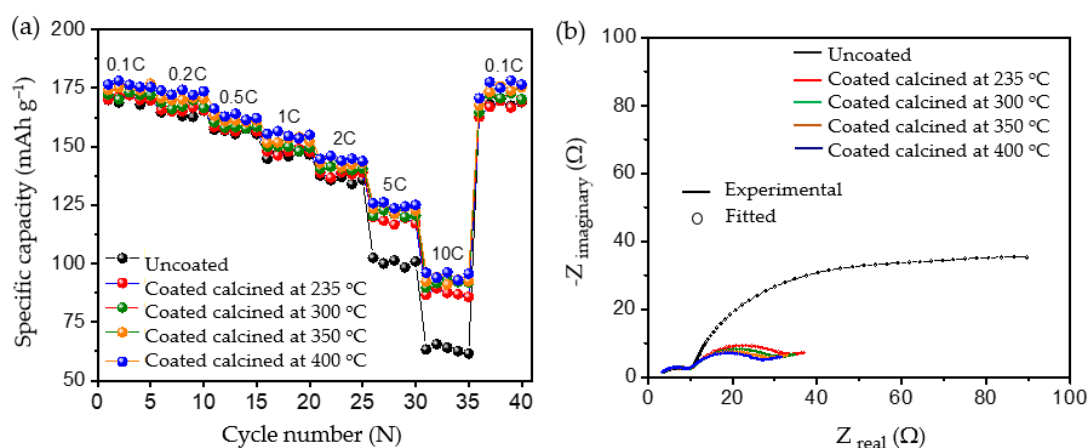 (a)
200
175
150
125
100
75
50
Specific capacity (mAh g⁻¹)
0.1C
0.2C
0.5C
1C
2C
5C
10C
0.1C
Uncoated
Coated calcined at 235 °C
Coated calcined at 300 °C
Coated calcined at 350 °C
Coated calcined at 400 °C
0 5 10 15 20 25 30 35 40
Cycle number (N)
(b)
100
80
60
40
20
0
-Z imaginary (Ω)
Uncoated
Coated calcined at 235 °C
Coated calcined at 300 °C
Coated calcined at 350 °C
Coated calcined at 400 °C
Experimental
Fitted
0 20 40 60 80 100
Z real (Ω)